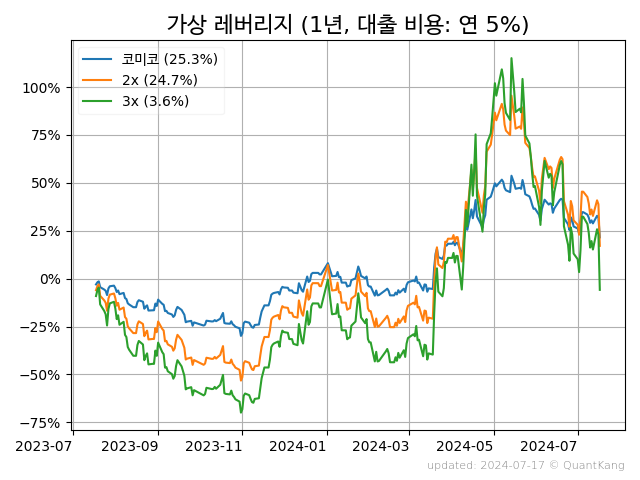 가상 레버리지 (1년, 대출 비용: 연 5%)
코미코 (25.3%)
2x (24.7%)
3x (3.6%)
100%
75%
50%
25%
0%
−25%
−50%
−75%
2023-07 2023-09 2023-11 2024-01 2024-03 2024-05 2024-07
updated: 2024-07-17 © QuantKang